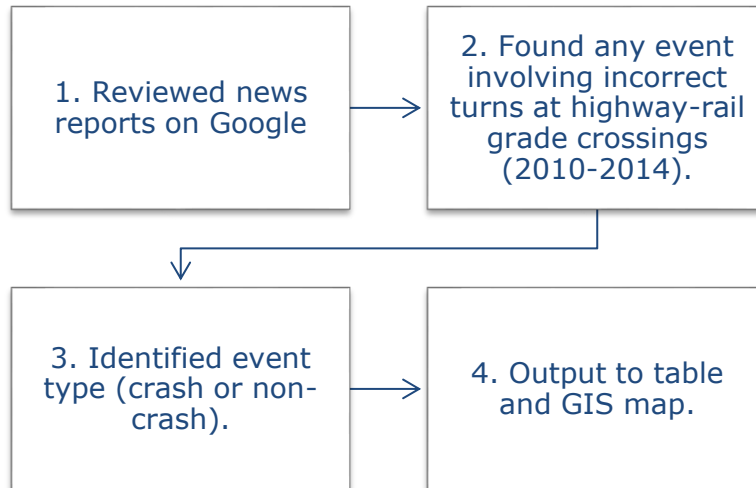 1. Reviewed news
reports on Google
2. Found any event
involving incorrect
turns at highway-rail
grade crossings
(2010-2014).
3. Identified event
type (crash or non-
crash).
4. Output to table
and GIS map.